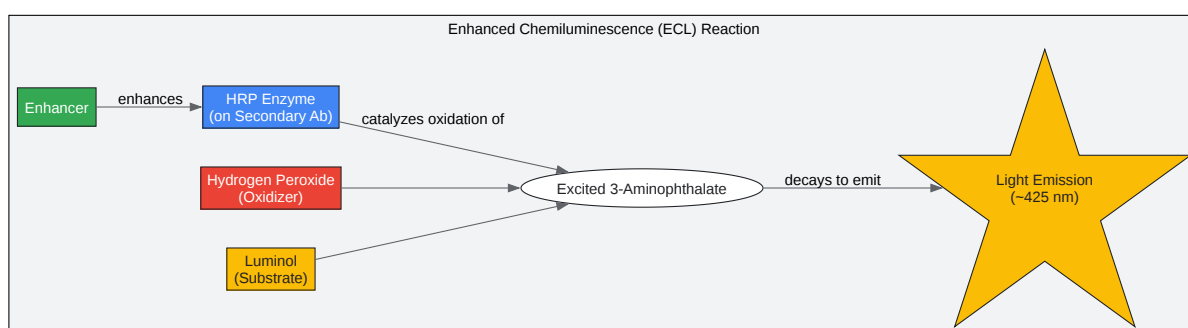 Enhanced Chemiluminescence (ECL) Reaction
Enhancer
enhances
HRP Enzyme
(on Secondary Ab)
catalyzes oxidation of
Hydrogen Peroxide
(Oxidizer)
Luminol
(Substrate)
Excited 3-Aminophthalate
decays to emit
Light Emission
(~425 nm)